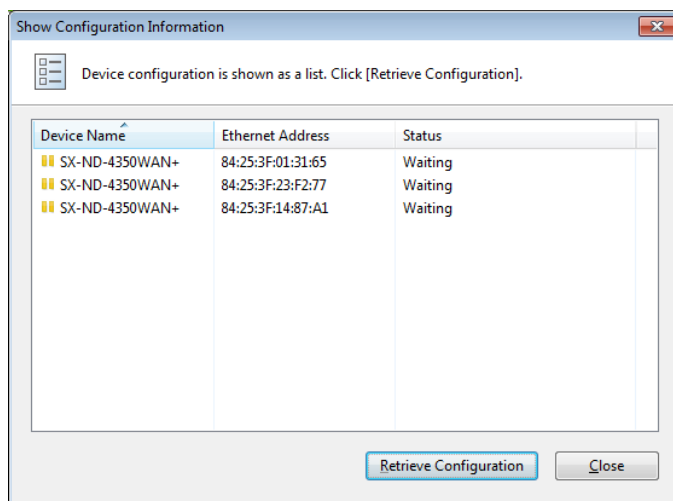 Show Configuration Information
Device configuration is shown as a list. Click [Retrieve Configuration].
Device Name Ethernet Address Status
SX-ND-4350WAN+ 84:25:3F:01:31:65 Waiting
SX-ND-4350WAN+ 84:25:3F:23:F2:77 Waiting
SX-ND-4350WAN+ 84:25:3F:14:87:A1 Waiting
Retrieve Configuration Close